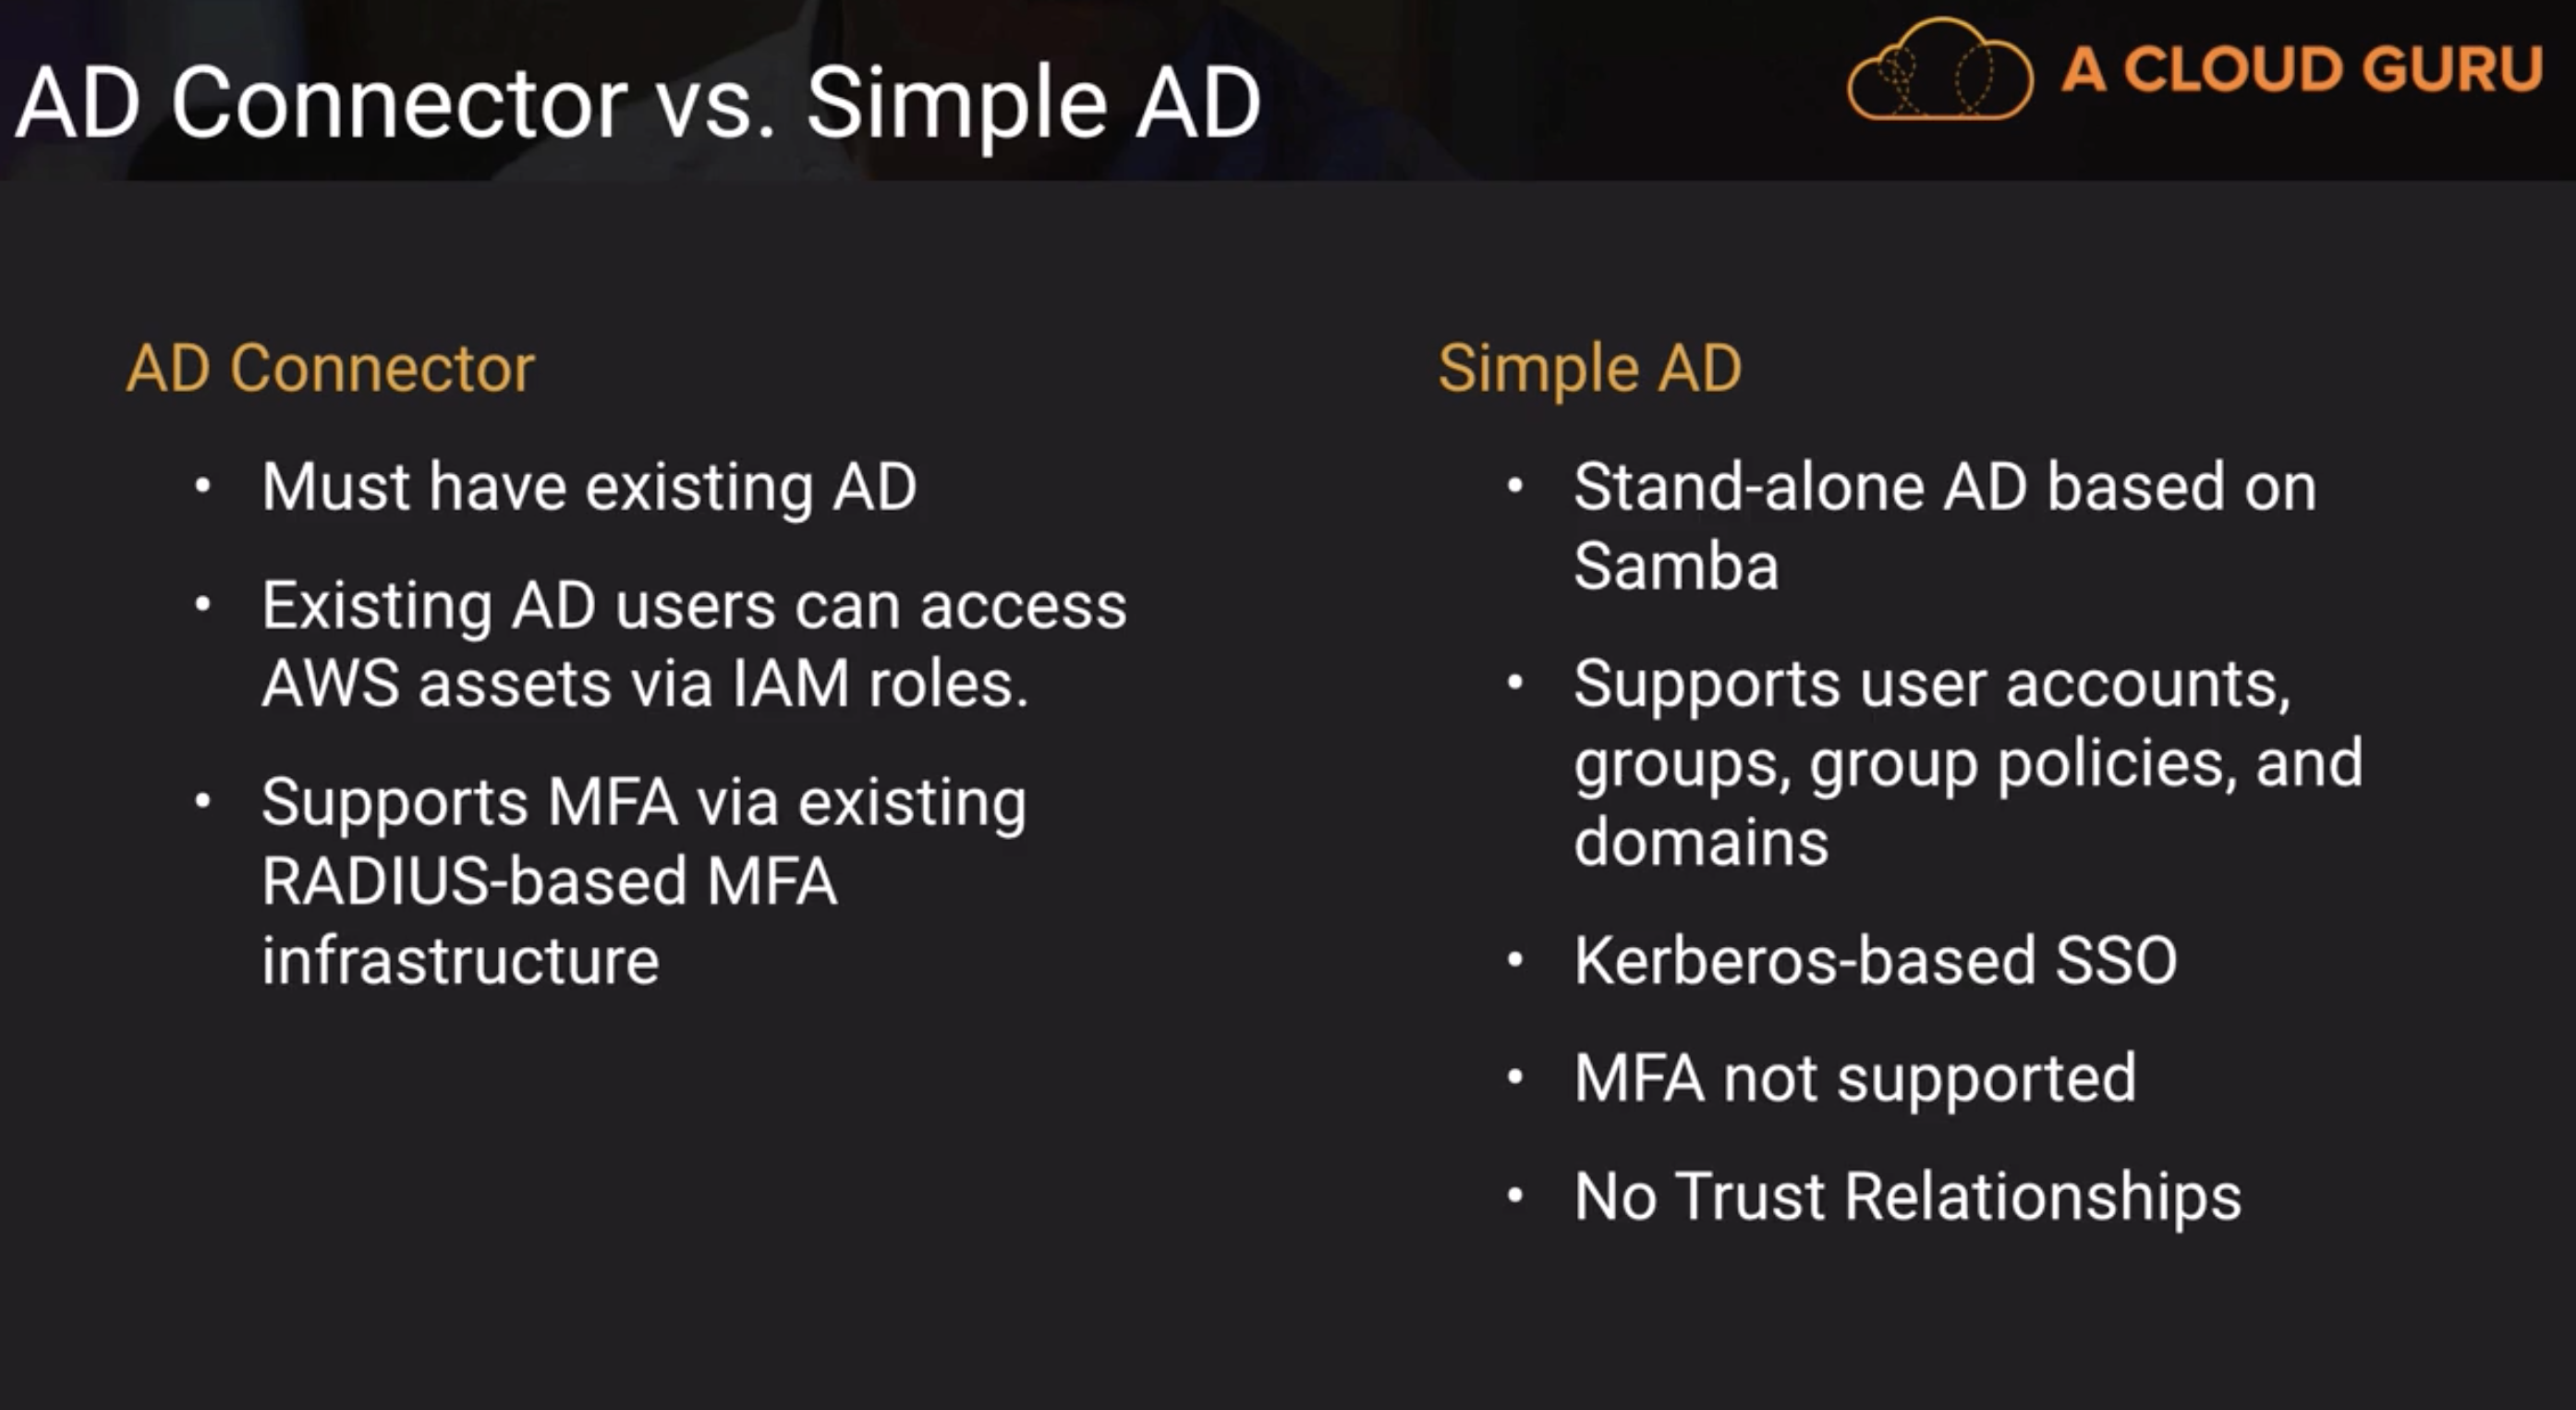 AD Connector vs. Simple AD
A CLOUD GURU
AD Connector
• Must have existing AD
• Existing AD users can access
AWS assets via IAM roles.
• Supports MFA via existing
RADIUS-based MFA
infrastructure
Simple AD
• Stand-alone AD based on
Samba
• Supports user accounts,
groups, group policies, and
domains
• Kerberos-based SSO
• MFA not supported
• No Trust Relationships